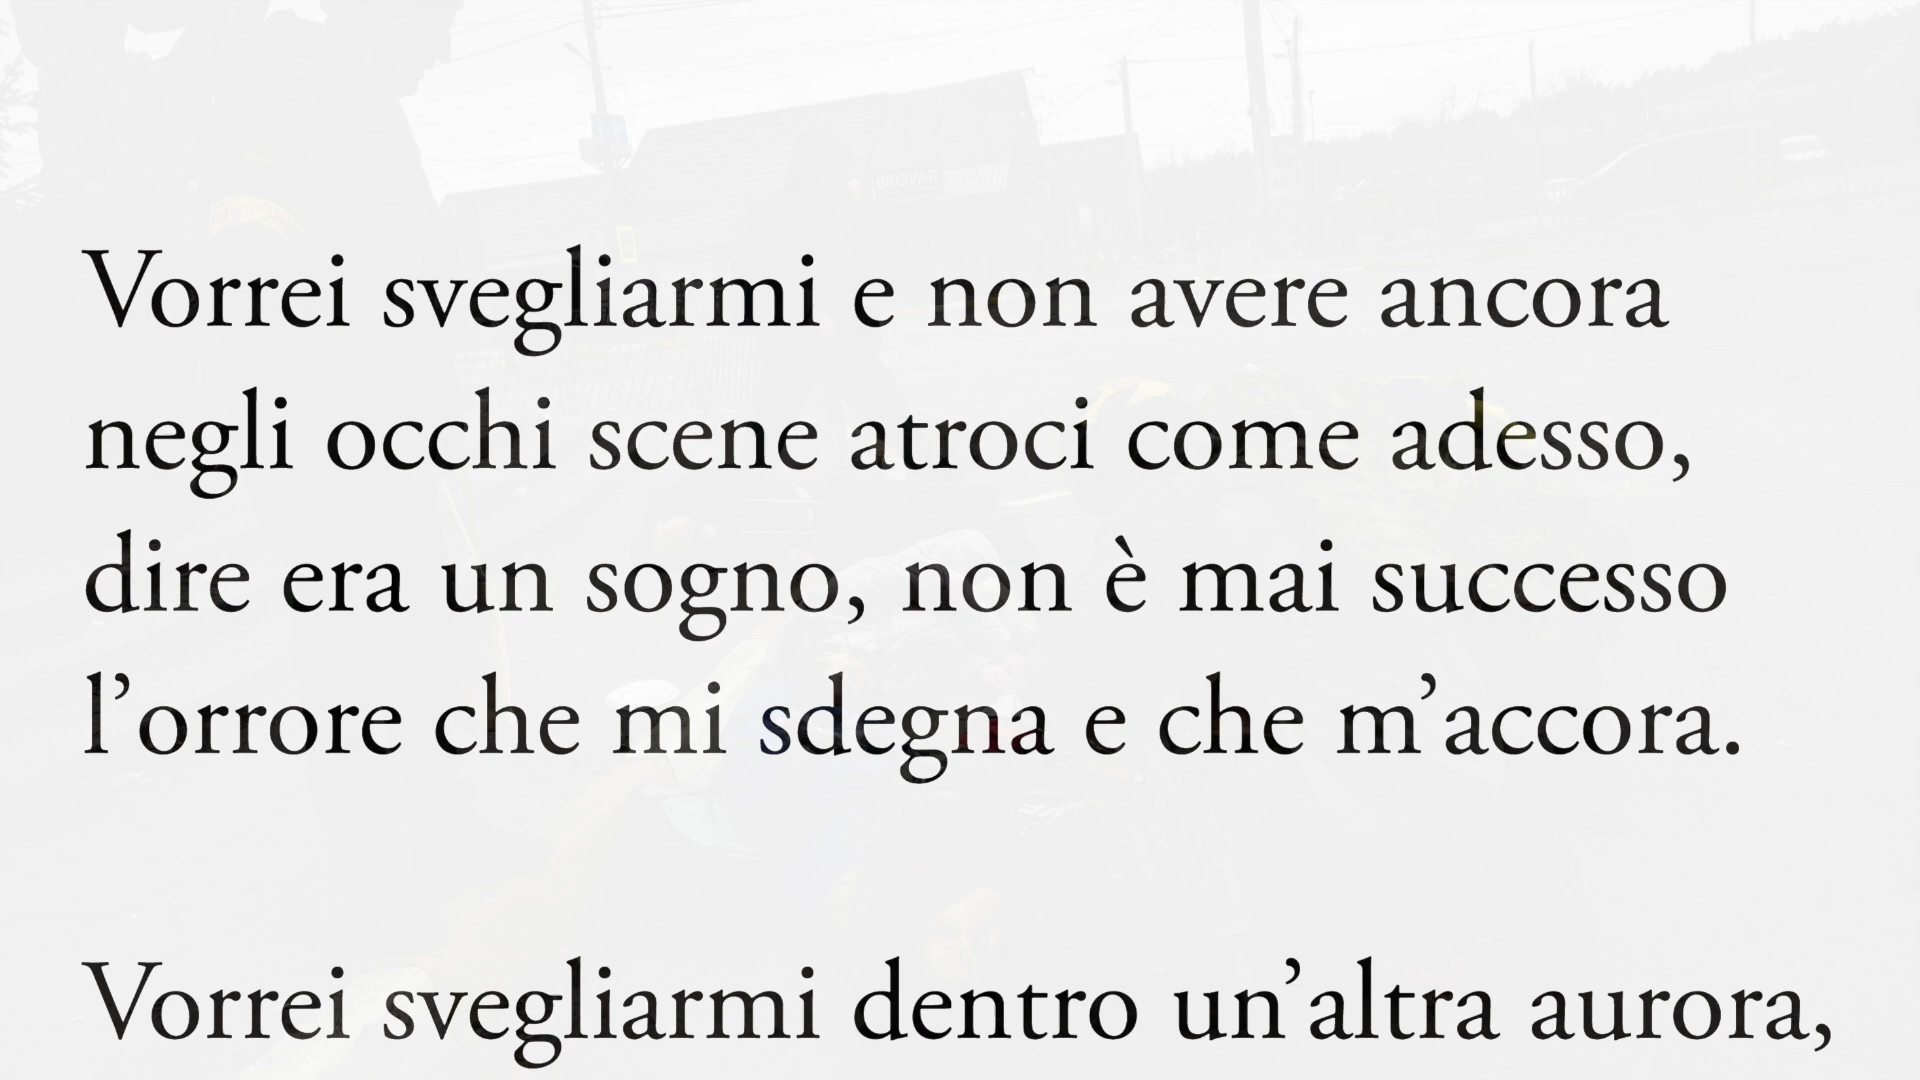 BROVAR
Vorrei svegliarmi e non avere ancora
negli occhi scene atroci come adesso,
dire era un sogno, non è mai successo
l’orrore che mi sdegna e che m’accora.
Vorrei svegliarmi dentro un’altra aurora,